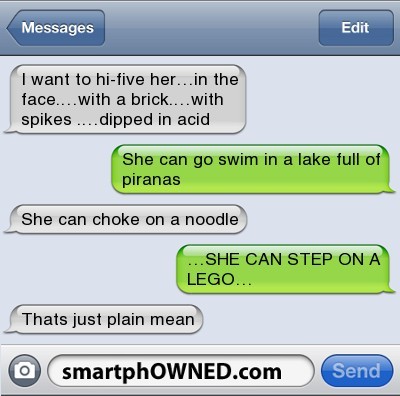 Messages
Edit
I want to hi-five her…in the
face.…with a brick.…with
spikes .…dipped in acid
She can go swim in a lake full of
piranas
She can choke on a noodle
…SHE CAN STEP ON A
LEGO…
Thats just plain mean
smartphOWNED.com
Send